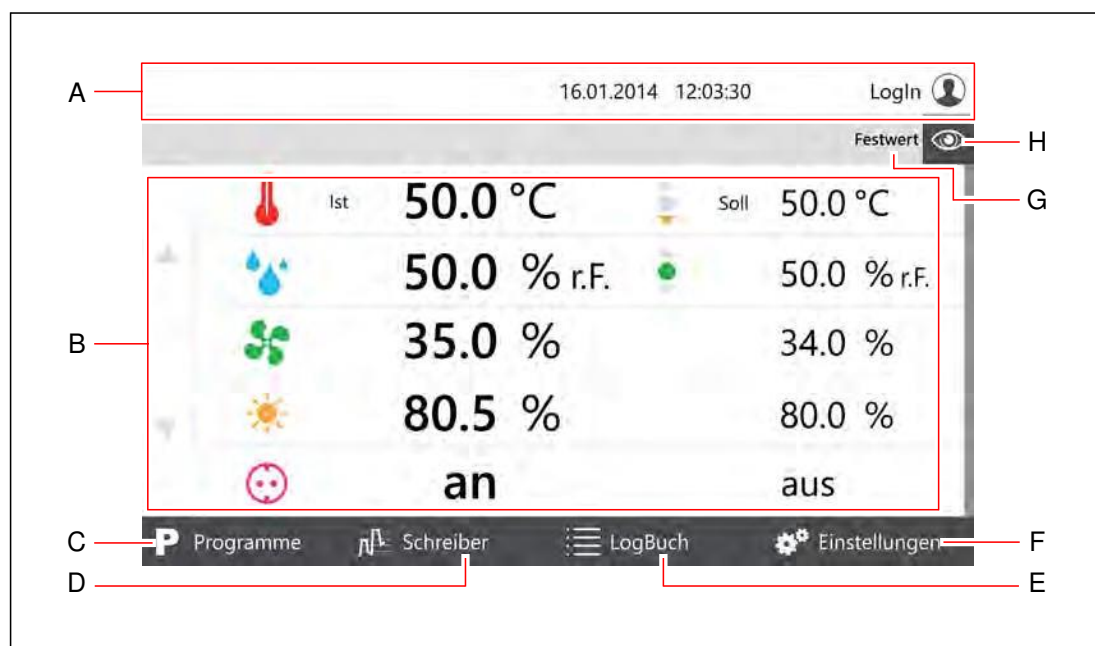 A
16.01.2014 12:03:30 LogIn
Festwert
H
G
Ist 50.0 °C Soll 50.0 °C
50.0 % r.F. 50.0 % r.F.
B
35.0 % 34.0 %
80.5 % 80.0 %
an aus
C P Programme Schreiber LogBuch Einstellungen F
D E